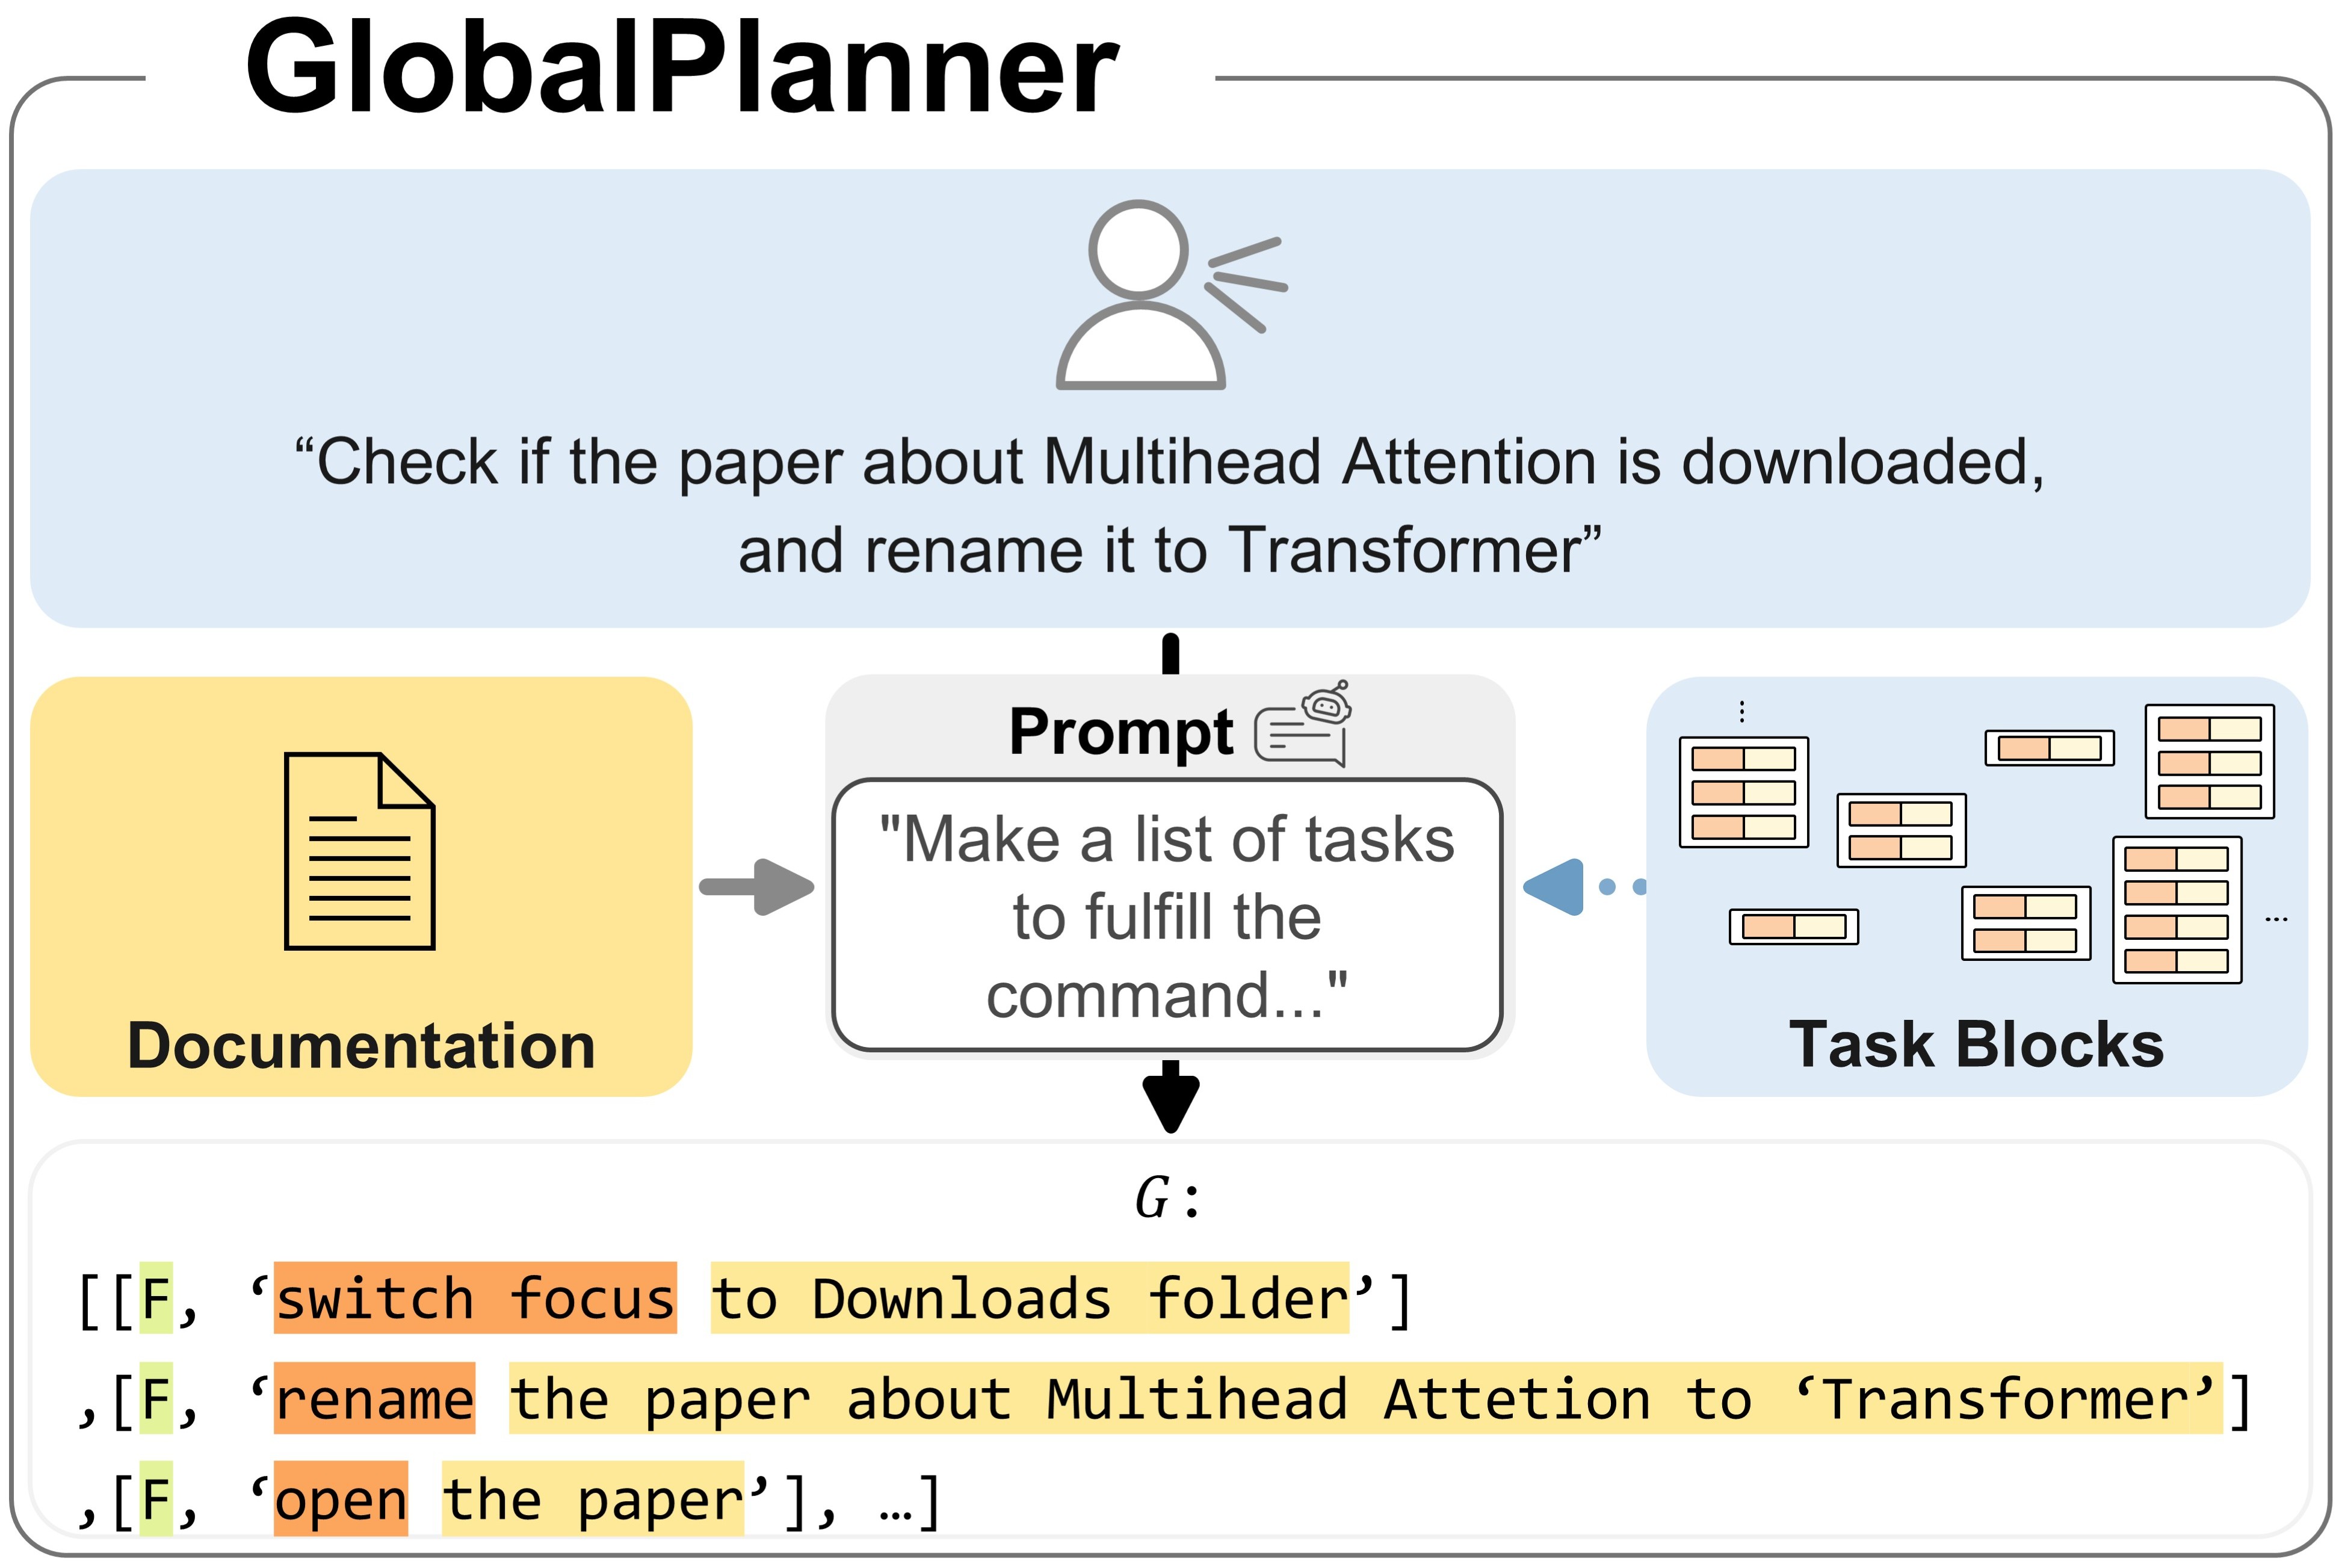 GlobalPlanner
“Check if the paper about Multihead Attention is downloaded,
and rename it to Transformer”
Prompt
"Make a list of tasks
to fulfill the
command..."
Documentation
Task Blocks
...
G:
[[F, ‘switch focus to Downloads folder’]
,[F, ‘rename the paper about Multihead Attetion to ‘Transformer’]
,[F, ‘open the paper’], …]